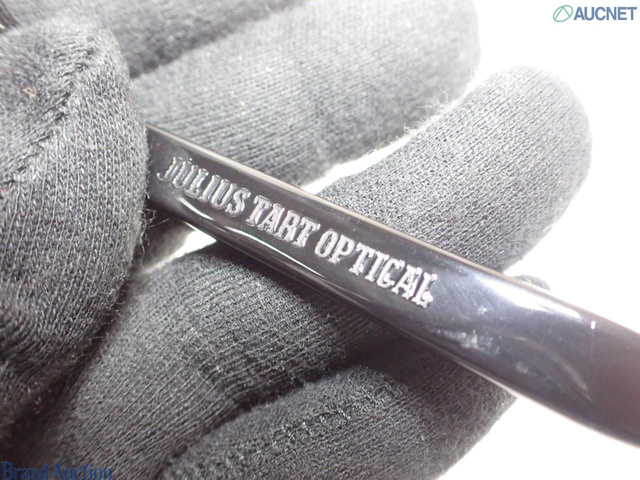 AUCNET
JULIUS TART OPTICAL
Brand Auction